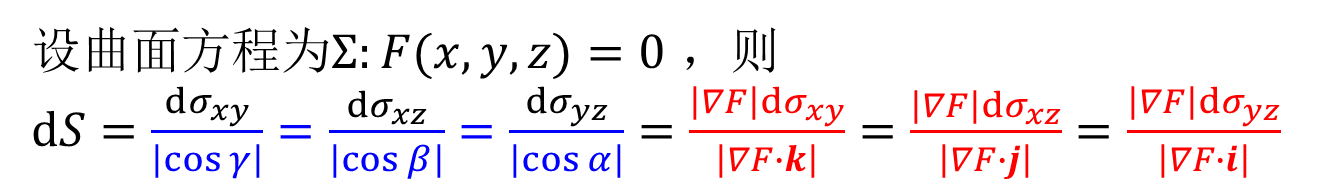 设曲面方程为Σ: F(x, y, z) = 0 ，则
dS = dσ_xy/|cos γ| = dσ_xz/|cos β| = dσ_yz/|cos α| = |∇F|dσ_xy/|∇F·k| = |∇F|dσ_xz/|∇F·j| = |∇F|dσ_yz/|∇F·i|